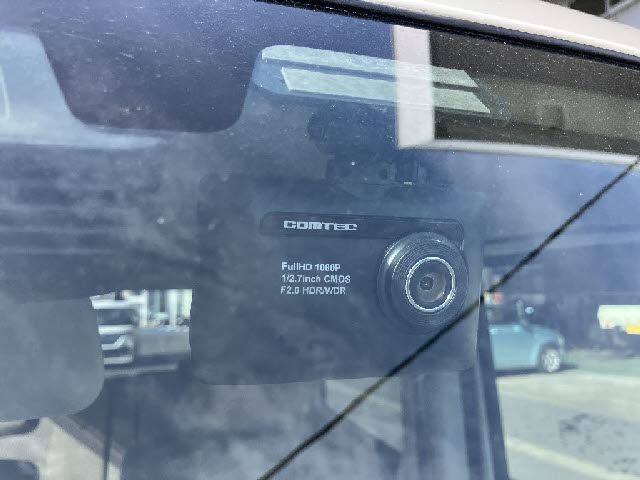 COMTEC
FullHD 1080P
1/2.7inch CMOS
F2.0 HDR/WDR